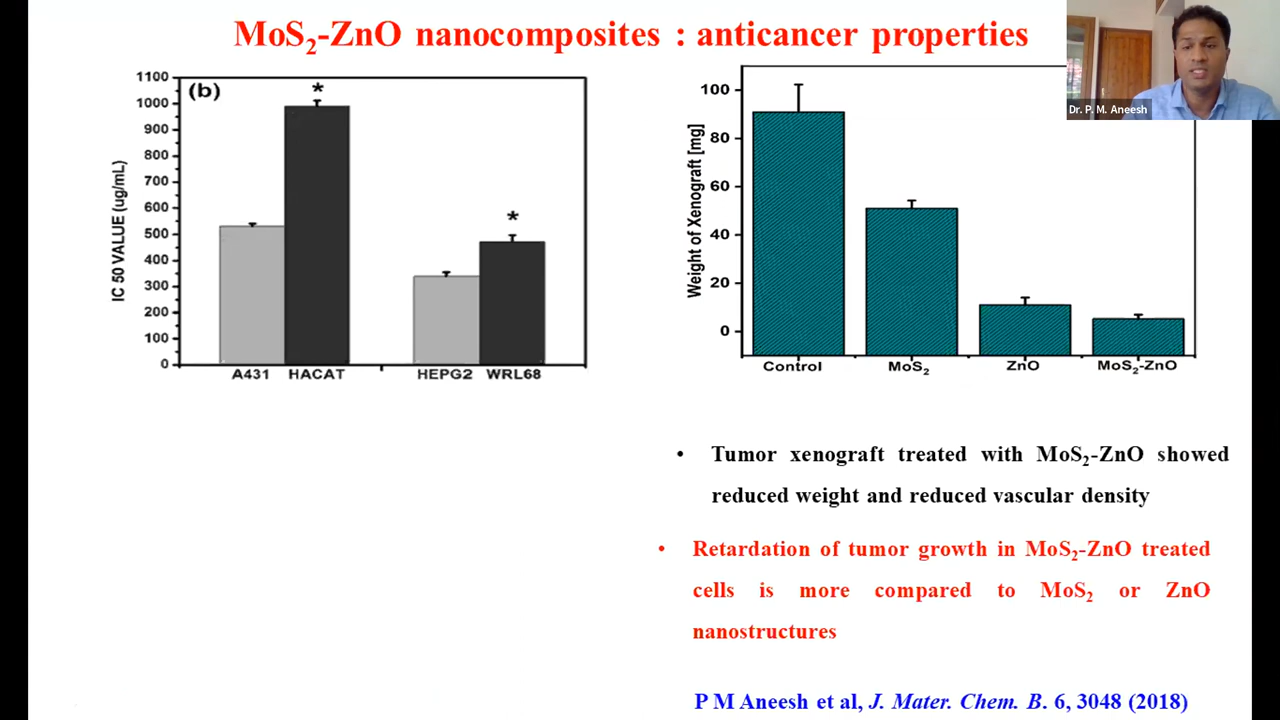 MoS2-ZnO nanocomposites : anticancer properties
Dr. P. M. Aneesh
(b)
IC 50 VALUE (ug/mL)
1100
1000
900
800
700
600
500
400
300
200
100
0
*
*
A431 HACAT HEPG2 WRL68
Weight of Xenograft [mg]
100
80
60
40
20
0
Control MoS2 ZnO MoS2-ZnO
• Tumor xenograft treated with MoS2-ZnO showed
reduced weight and reduced vascular density
• Retardation of tumor growth in MoS2-ZnO treated
cells is more compared to MoS2 or ZnO
nanostructures
P M Aneesh et al, J. Mater. Chem. B. 6, 3048 (2018)